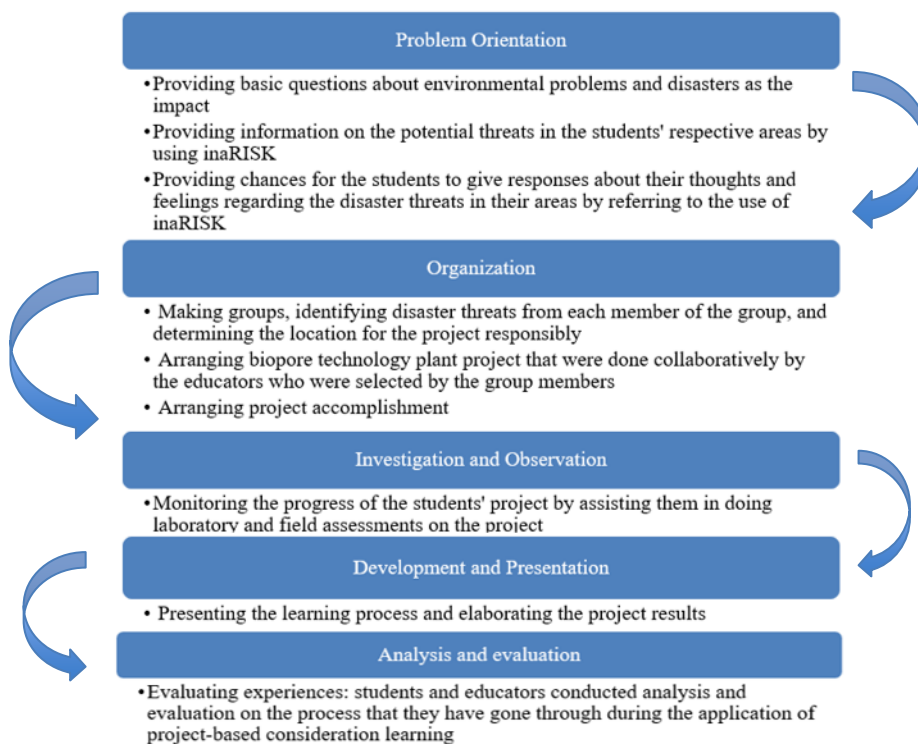 Problem Orientation
•Providing basic questions about environmental problems and disasters as the
impact
•Providing information on the potential threats in the students' respective areas by
using inaRISK
•Providing chances for the students to give responses about their thoughts and
feelings regarding the disaster threats in their areas by referring to the use of
inaRISK
Organization
• Making groups, identifying disaster threats from each member of the group, and
determining the location for the project responsibly
• Arranging biopore technology plant project that were done collaboratively by
the educators who were selected by the group members
• Arranging project accomplishment
Investigation and Observation
•Monitoring the progress of the students' project by assisting them in doing
laboratory and field assessments on the project
Development and Presentation
• Presenting the learning process and elaborating the project results
Analysis and evaluation
•Evaluating experiences: students and educators conducted analysis and
evaluation on the process that they have gone through during the application of
project-based consideration learning